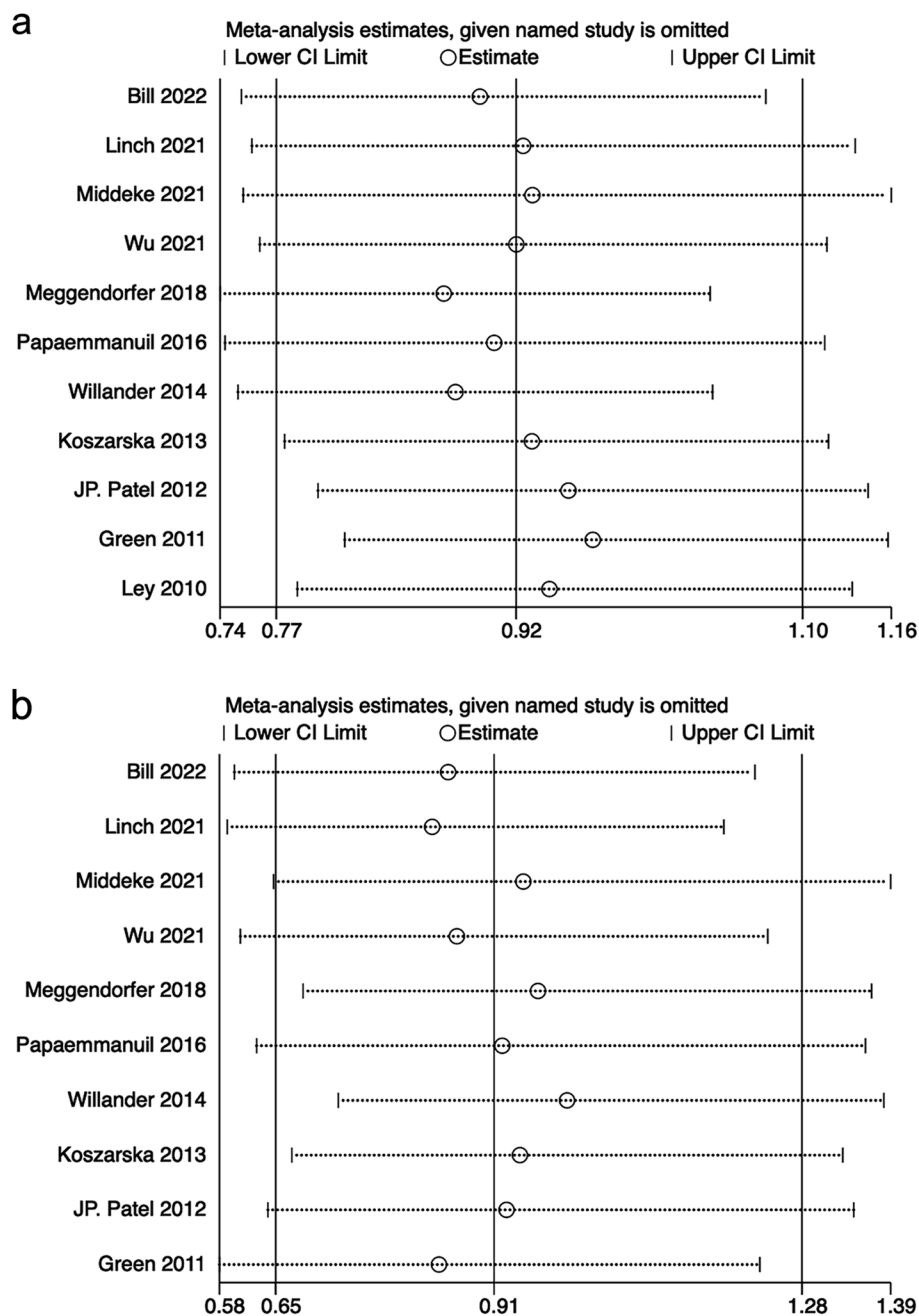 a
Meta-analysis estimates, given named study is omitted
| Lower CI Limit ○ Estimate | Upper CI Limit
Bill 2022
Linch 2021
Middeke 2021
Wu 2021
Meggendorfer 2018
Papaemmanuil 2016
Willander 2014
Koszarska 2013
JP. Patel 2012
Green 2011
Ley 2010
0.74 0.77 0.92 1.10 1.16
b
Meta-analysis estimates, given named study is omitted
| Lower CI Limit ○ Estimate | Upper CI Limit
Bill 2022
Linch 2021
Middeke 2021
Wu 2021
Meggendorfer 2018
Papaemmanuil 2016
Willander 2014
Koszarska 2013
JP. Patel 2012
Green 2011
0.58 0.65 0.91 1.28 1.39